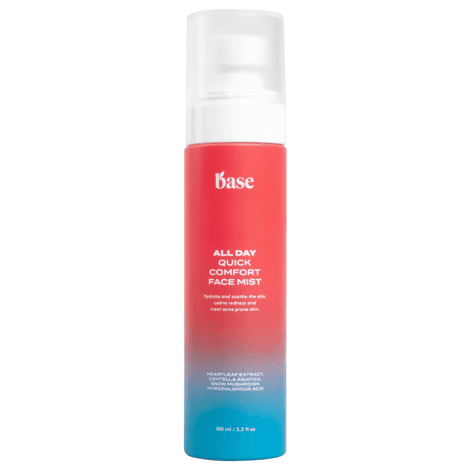 base
ALL DAY
QUICK
COMFORT
FACE MIST
Hydrate and soothe the skin,
calms redness and
treat acne prone skin.
HEARTLEAF EXTRACT,
CENTELLA ASIATICA,
SNOW MUSHROOM,
HYPOCHLOROUS ACID
100 ml / 3.3 fl oz